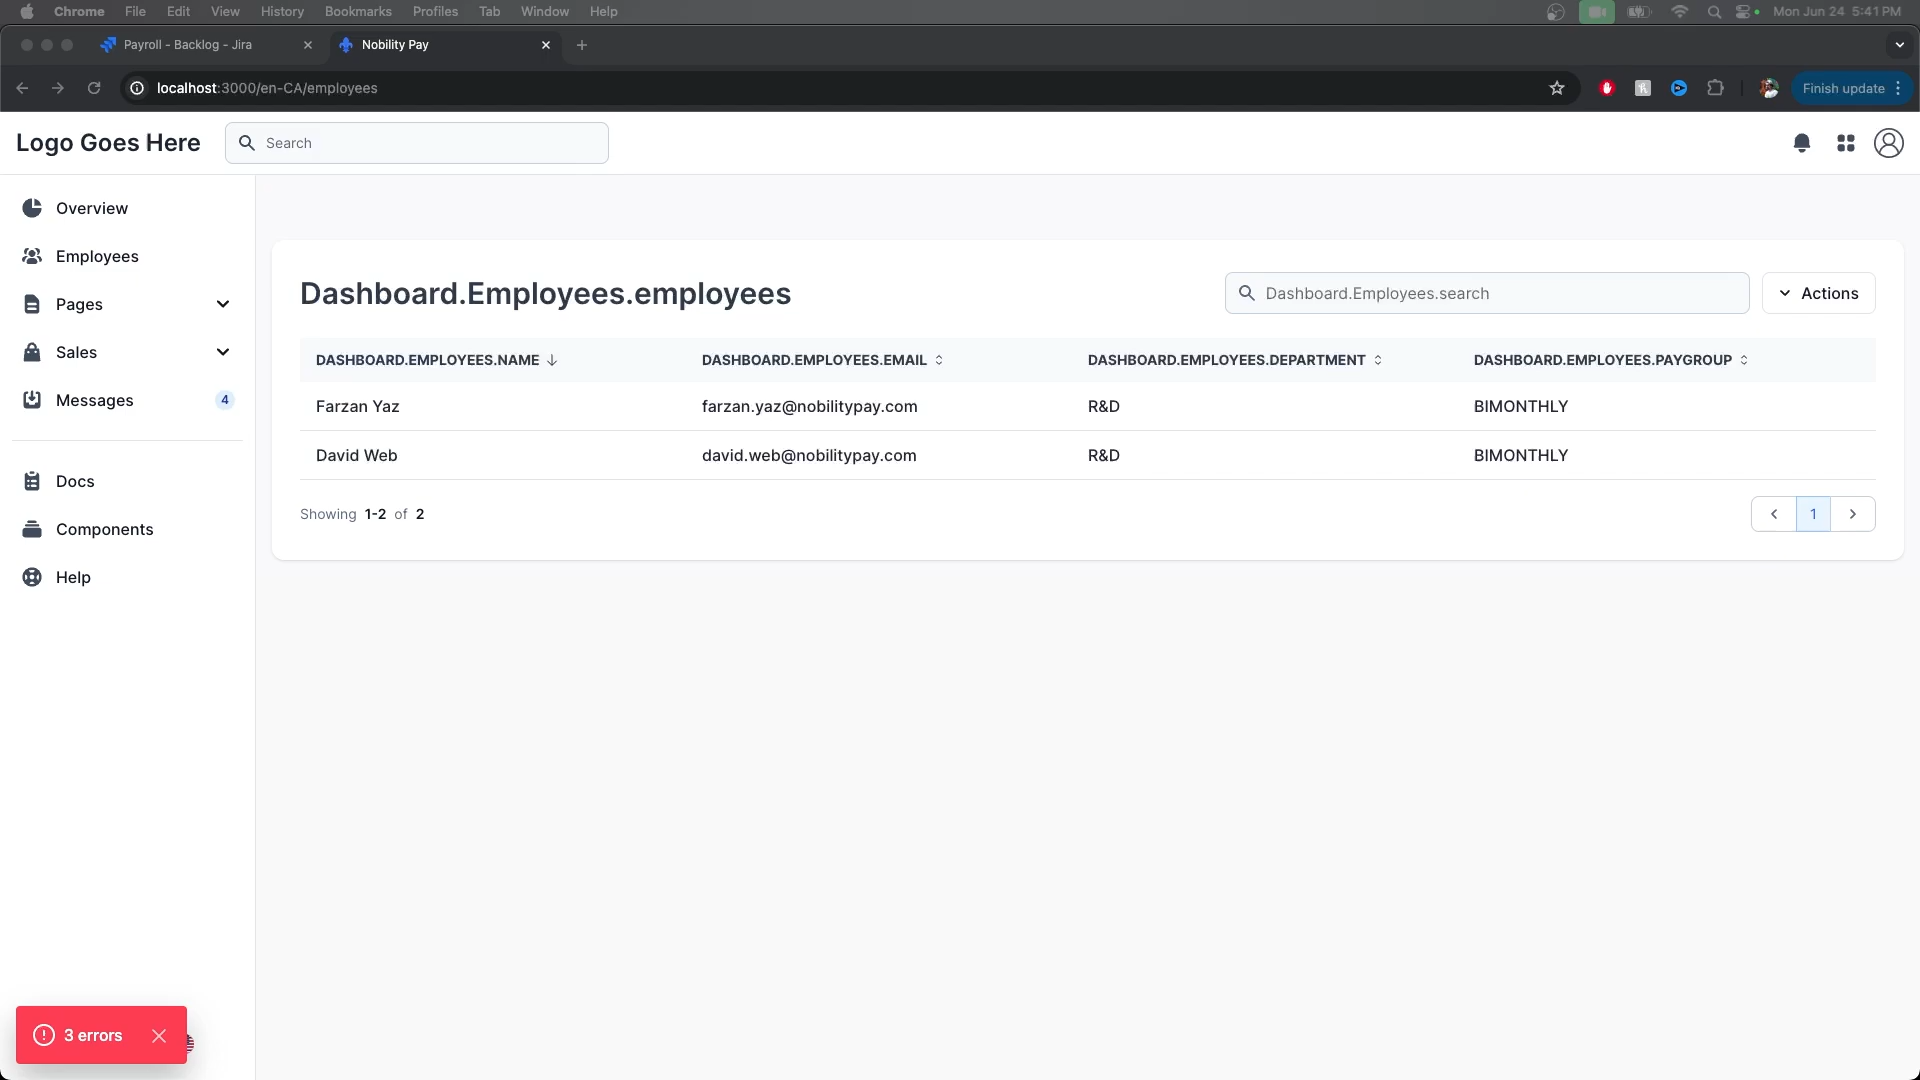 Chrome File Edit View History Bookmarks Profiles Tab Window Help Mon Jun 24 5:41 PM
Payroll - Backlog - Jira Nobility Pay
localhost:3000/en-CA/employees Finish update
Logo Goes Here Search
Overview
Employees
Pages
Sales
Messages 4
Docs
Components
Help
Dashboard.Employees.employees Dashboard.Employees.search Actions
DASHBOARD.EMPLOYEES.NAME DASHBOARD.EMPLOYEES.EMAIL DASHBOARD.EMPLOYEES.DEPARTMENT DASHBOARD.EMPLOYEES.PAYGROUP
Farzan Yaz farzan.yaz@nobilitypay.com R&D BIMONTHLY
David Web david.web@nobilitypay.com R&D BIMONTHLY
Showing 1-2 of 2 1
3 errors